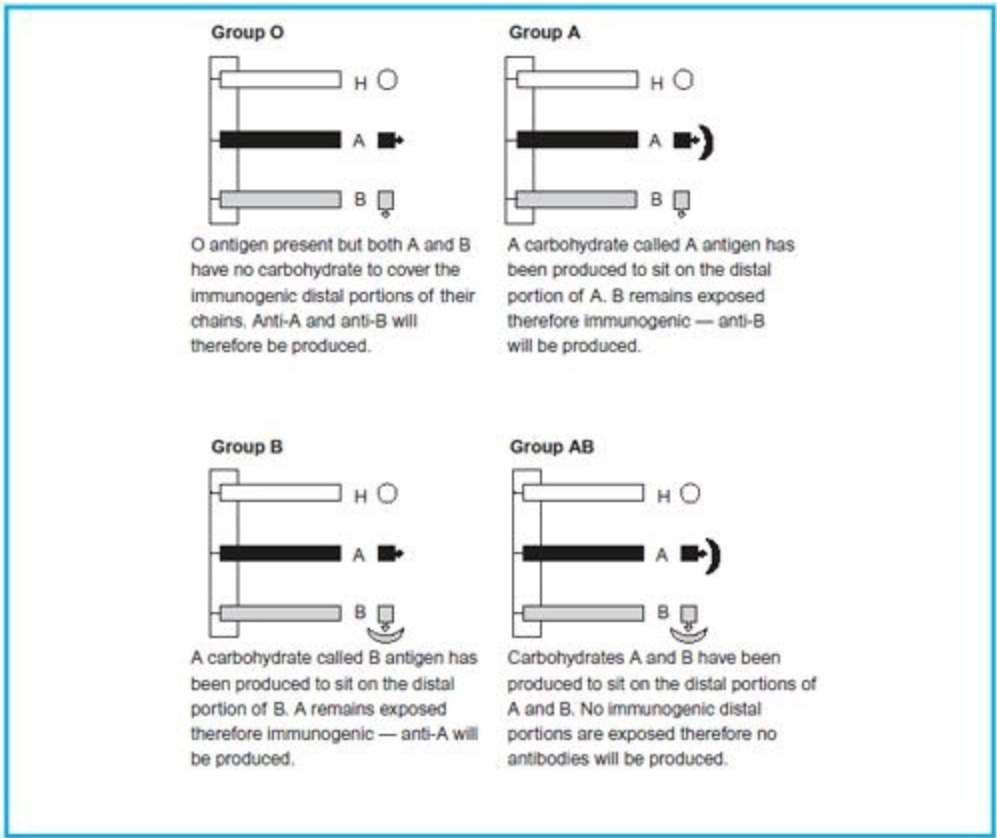 Group O
H
A
B
O antigen present but both A and B
have no carbohydrate to cover the
immunogenic distal portions of their
chains. Anti-A and anti-B will
therefore be produced.
Group A
H
A
B
A carbohydrate called A antigen has
been produced to sit on the distal
portion of A. B remains exposed
therefore immunogenic — anti-B
will be produced.
Group B
H
A
B
A carbohydrate called B antigen has
been produced to sit on the distal
portion of B. A remains exposed
therefore immunogenic — anti-A will
be produced.
Group AB
H
A
B
Carbohydrates A and B have been
produced to sit on the distal portions of
A and B. No immunogenic distal
portions are exposed therefore no
antibodies will be produced.